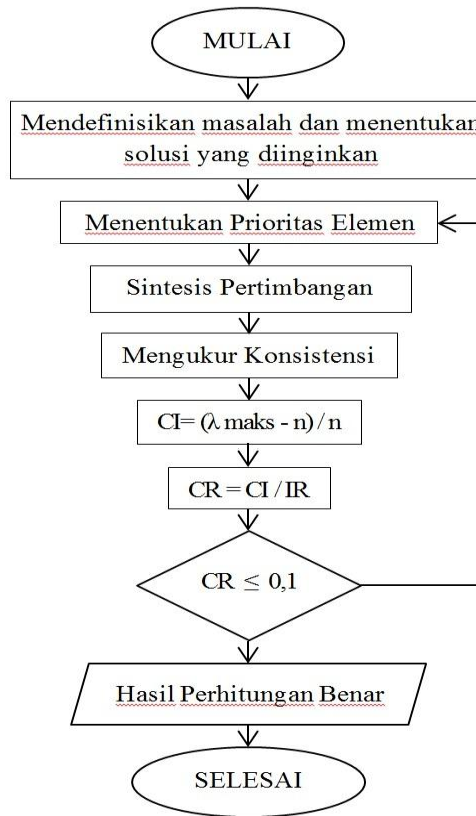 MULAI
Mendefinisikan masalah dan menentukan
solusi yang diinginkan
Menentukan Prioritas Elemen
Sintesis Pertimbangan
Mengukur Konsistensi
CI= (λ maks - n) / n
CR = CI / IR
CR ≤ 0,1
Hasil Perhitungan Benar
SELESAI